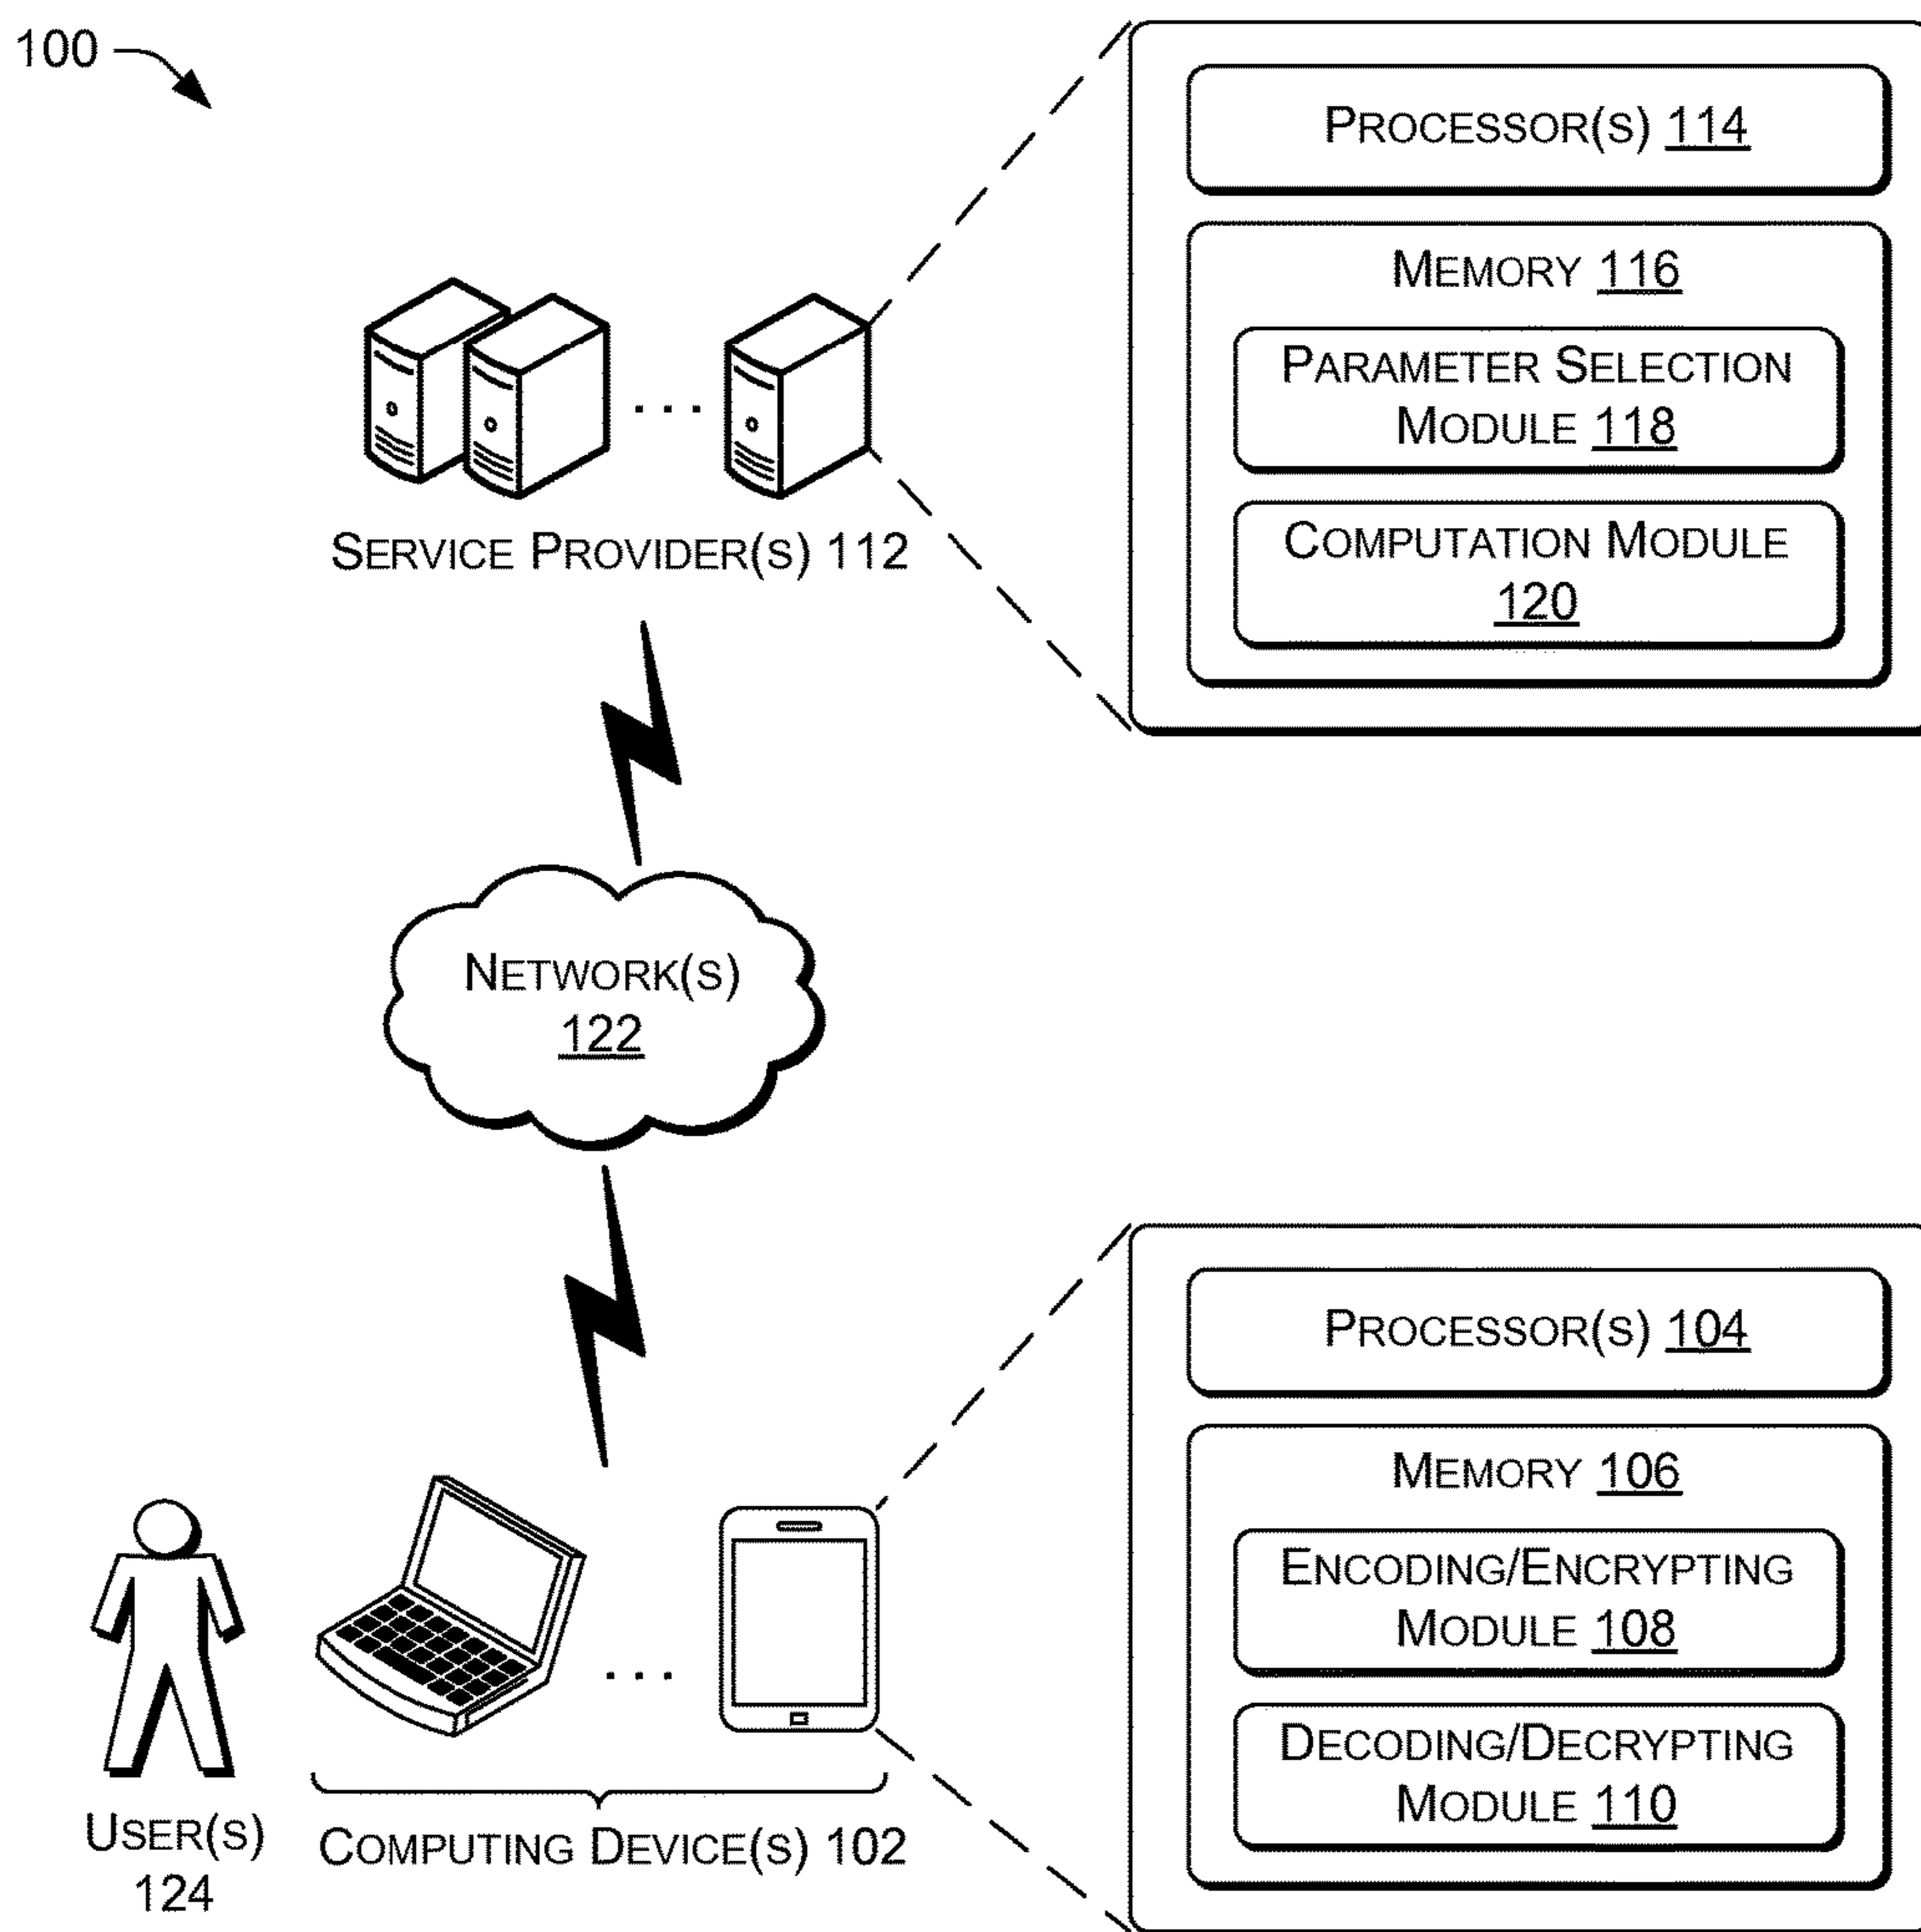 100
PROCESSOR(S) 114
MEMORY 116
PARAMETER SELECTION
MODULE 118
COMPUTATION MODULE
120
SERVICE PROVIDER(S) 112
NETWORK(S)
122
PROCESSOR(S) 104
MEMORY 106
ENCODING/ENCRYPTING
MODULE 108
DECODING/DECRYPTING
MODULE 110
...
...
USER(S)
124
COMPUTING DEVICE(S) 102